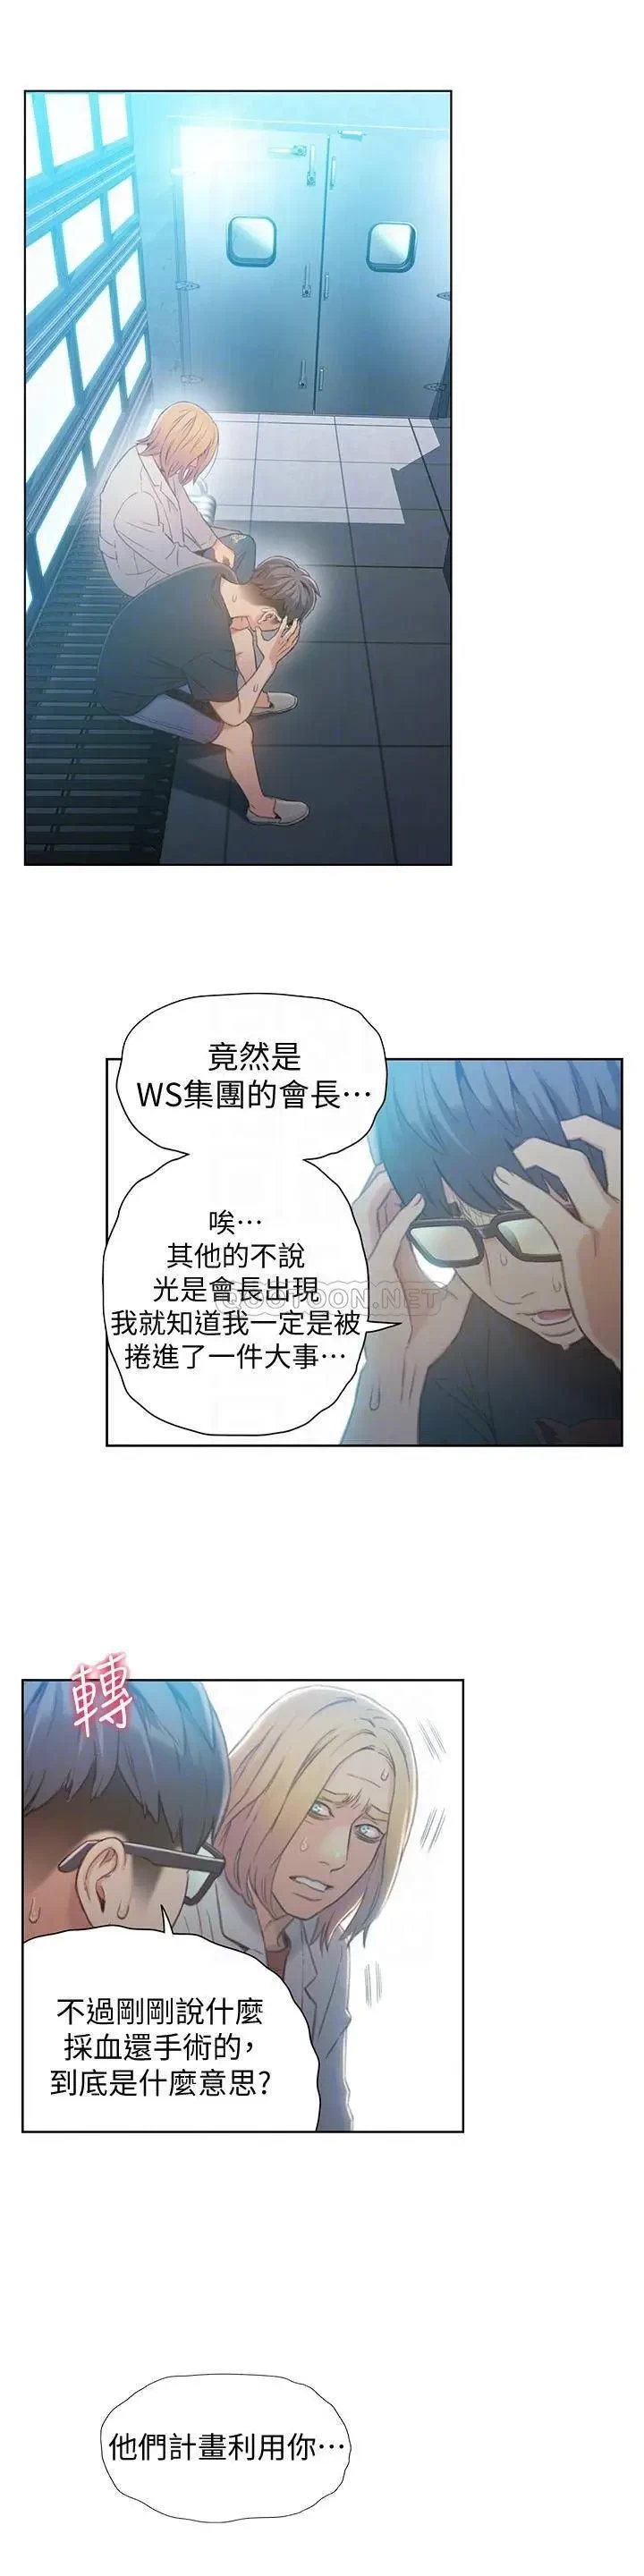 竟然是
WS集團的會長⋯
唉⋯
其他的不說
光是會長出現
我就知道我一定是被
捲進了一件大事⋯
QTOON.NET
轉
不過剛剛說什麼
採血還手術的,
到底是什麼意思?
他們計畫利用你⋯